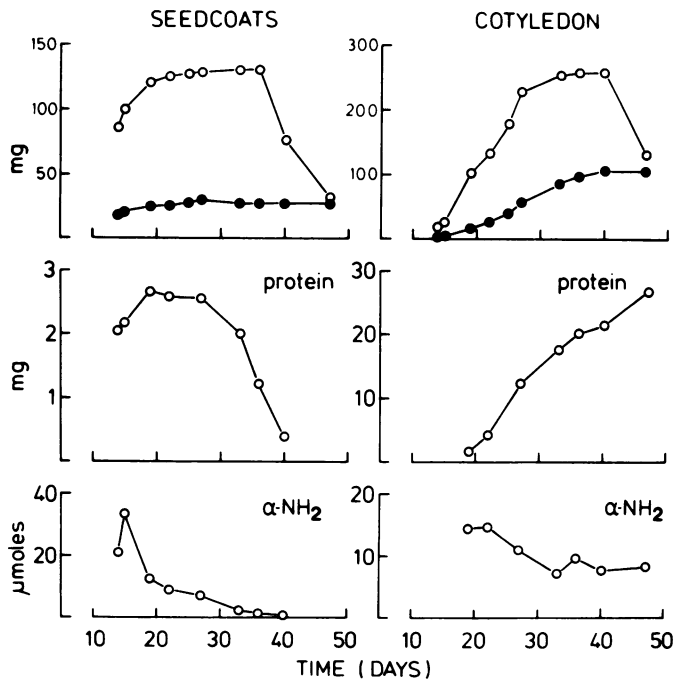 SEEDCOATS
COTYLEDON
150
100
50
mg
300
200
100
protein
3
2
1
mg
protein
30
20
10
α-NH2
40
20
µmoles
α-NH2
20
10
10 20 30 40 50
10 20 30 40 50
TIME (DAYS)